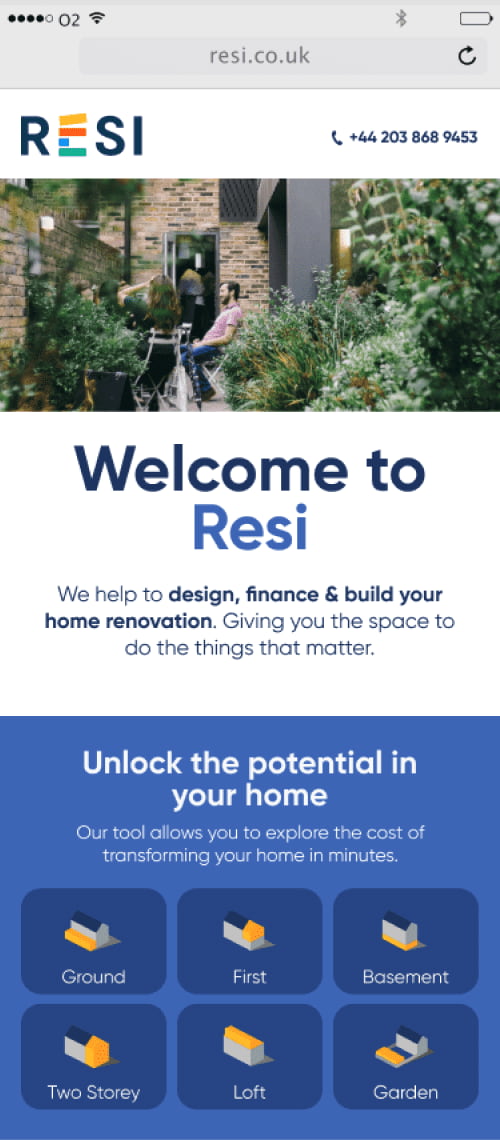 O2
resi.co.uk
RESI
+44 203 868 9453
Welcome to
Resi
We help to design, finance & build your
home renovation. Giving you the space to
do the things that matter.
Unlock the potential in
your home
Our tool allows you to explore the cost of
transforming your home in minutes.
Ground
First
Basement
Two Storey
Loft
Garden